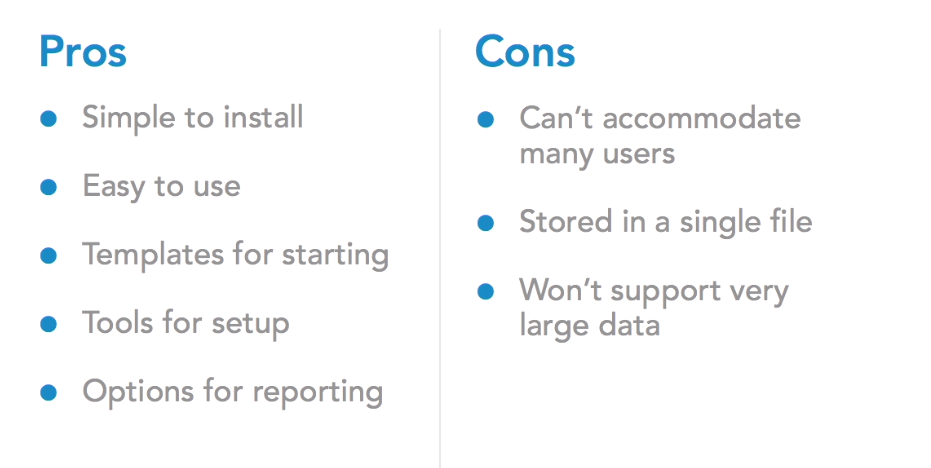 Pros
Simple to install
Easy to use
Templates for starting
Tools for setup
Options for reporting
Cons
Can’t accommodate
many users
Stored in a single file
Won’t support very
large data